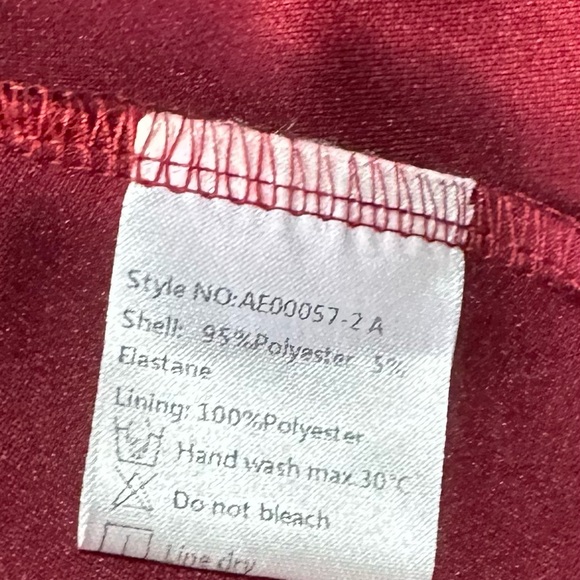 Style NO:AE00057-2 A
Shell: 95%Polyester 5%
Elastane
Lining: 100%Polyester
Hand wash max 30°C
Do not bleach
Line dry